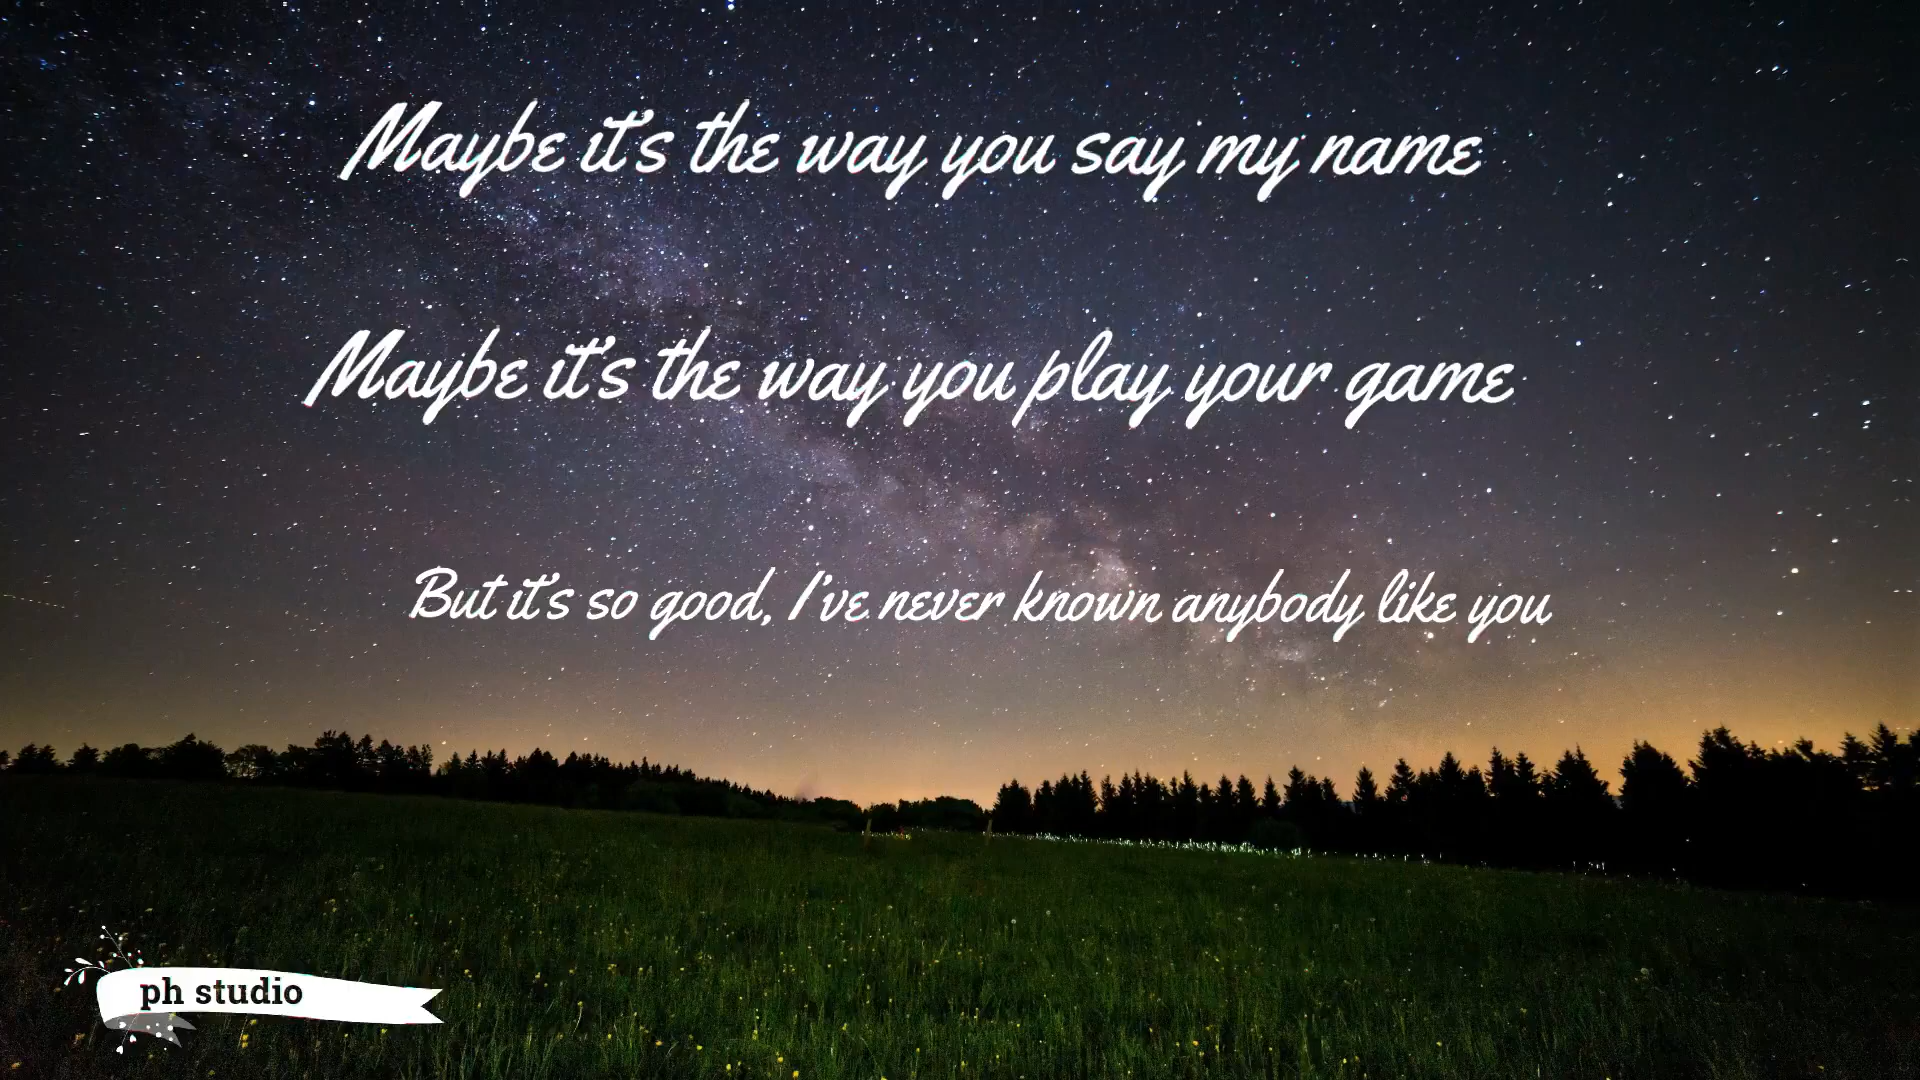 Maybe it's the way you say my name
Maybe it's the way you play your game
But it's so good, I've never known anybody like you
ph studio